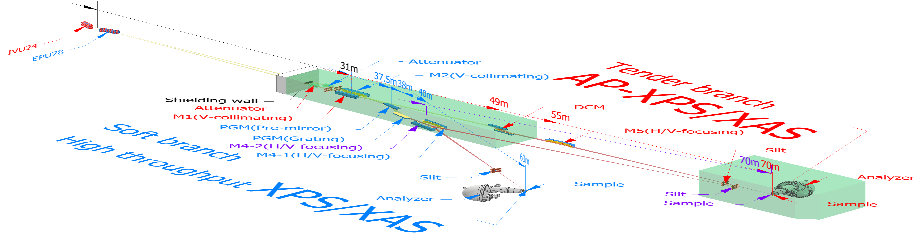 IVU24
EPU28
Attenuator
31m
37.5m
38m
40m
M2(V-collimating)
Tender branch
AP-XPS/XAS
Shielding wall
Attenuator
M1(V-collimating)
PGM(Pre-mirror)
PGM(Grating)
M4-2(H/V-focusing)
M4-1(H/V-focusing)
49m
DCM
55m
M5(H/V-focusing)
Soft branch
High throughput XPS/XAS
Slit
Analyzer
Sample
Slit
70m
70m
Analyzer
Slit
Sample
Sample